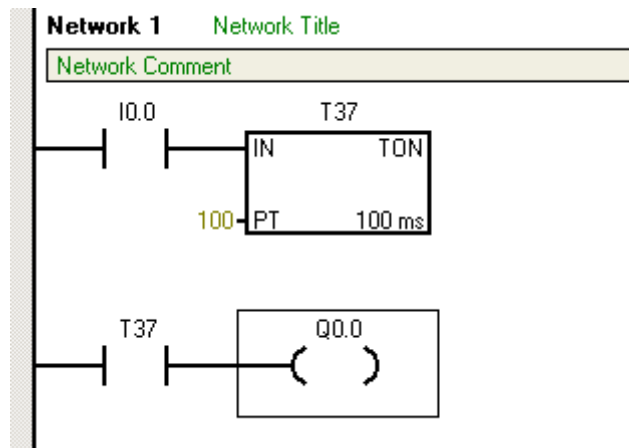 Network 1 Network Title
Network Comment
I0.0 T37
IN TON
100 PT 100 ms
T37 Q0.0